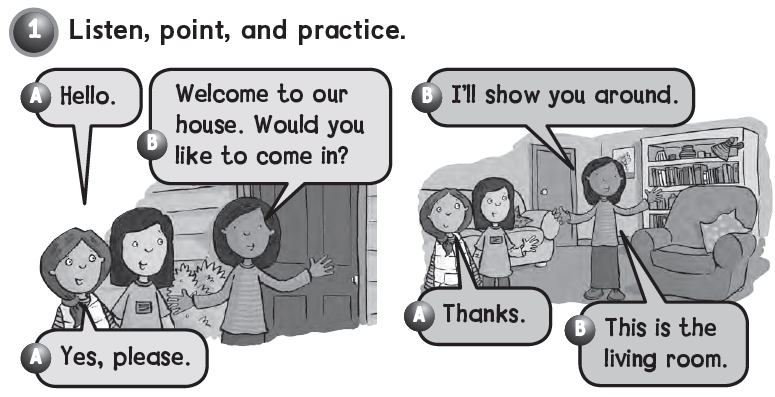 1 Listen, point, and practice.
A Hello.
B Welcome to our
house. Would you
like to come in?
A Yes, please.
B I'll show you around.
A Thanks.
B This is the
living room.